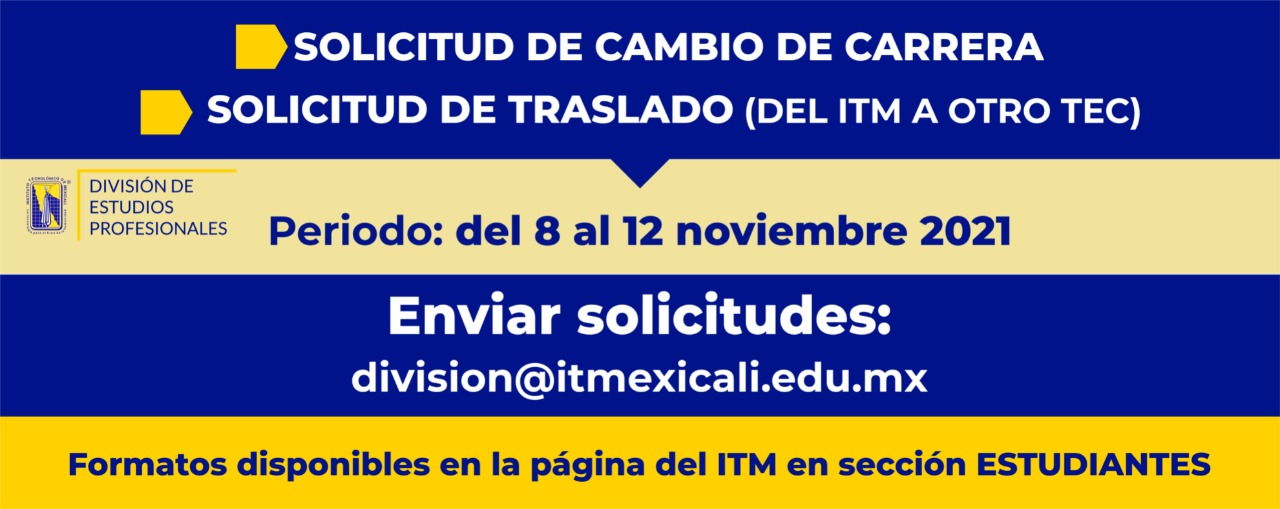 SOLICITUD DE CAMBIO DE CARRERA
SOLICITUD DE TRASLADO (DEL ITM A OTRO TEC)
DIVISIÓN DE
ESTUDIOS
PROFESIONALES
Periodo: del 8 al 12 noviembre 2021
Enviar solicitudes:
division@itmexicali.edu.mx
Formatos disponibles en la página del ITM en sección ESTUDIANTES